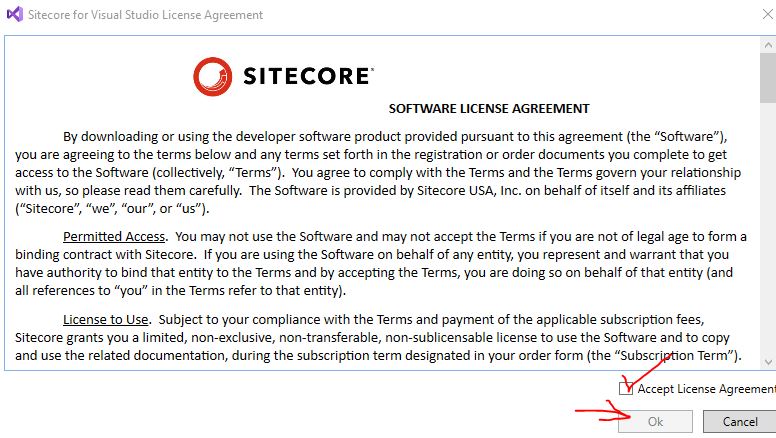 Sitecore for Visual Studio License Agreement
SITECORE
SOFTWARE LICENSE AGREEMENT
By downloading or using the developer software product provided pursuant to this agreement (the “Software”),
you are agreeing to the terms below and any terms set forth in the registration or order documents you complete to get
access to the Software (collectively, “Terms”).  You agree to comply with the Terms and the Terms govern your relationship
with us, so please read them carefully.  The Software is provided by Sitecore USA, Inc. on behalf of itself and its affiliates
(“Sitecore”, “we”, “our”, or “us”).
Permitted Access.  You may not use the Software and may not accept the Terms if you are not of legal age to form a
binding contract with Sitecore.  If you are using the Software on behalf of any entity, you represent and warrant that you
have authority to bind that entity to the Terms and by accepting the Terms, you are doing so on behalf of that entity (and
all references to “you” in the Terms refer to that entity).
License to Use.  Subject to your compliance with the Terms and payment of the applicable subscription fees,
Sitecore grants you a limited, non-exclusive, non-transferable, non-sublicensable license to use the Software and to copy
and use the related documentation, during the subscription term designated in your order form (the “Subscription Term”).
Accept License Agreement
Ok
Cancel